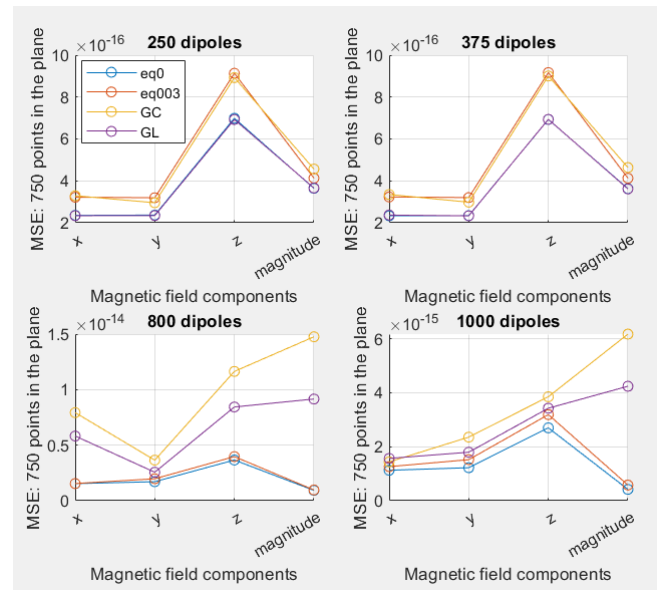 ×10⁻¹⁶
250 dipoles
10
8
6
4
2
MSE: 750 points in the plane
eq0
eq003
GC
GL
x
y
z
magnitude
Magnetic field components
×10⁻¹⁶
375 dipoles
10
8
6
4
2
MSE: 750 points in the plane
x
y
z
magnitude
Magnetic field components
×10⁻¹⁴
800 dipoles
1.5
1
0.5
0
MSE: 750 points in the plane
x
y
z
magnitude
Magnetic field components
×10⁻¹⁵
1000 dipoles
6
4
2
0
MSE: 750 points in the plane
x
y
z
magnitude
Magnetic field components